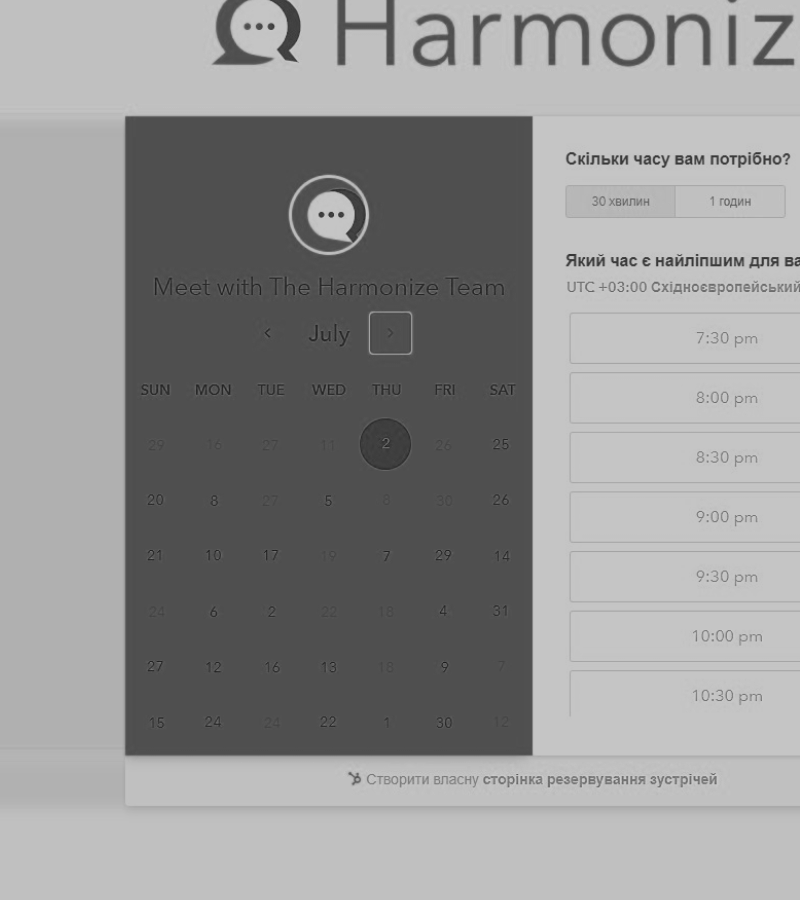 Harmoniz
Meet with The Harmonize Team
July
SUN MON TUE WED THU FRI SAT
29 16 27 11 2 26 25
20 8 27 5 8 30 26
21 10 17 19 7 29 14
24 6 2 22 18 4 31
27 12 16 13 18 9 7
15 24 24 22 1 30 12
Скільки часу вам потрібно?
30 хвилин 1 годин
Який час є найліпшим для ва
UTC +03:00 Східноєвропейський
7:30 pm
8:00 pm
8:30 pm
9:00 pm
9:30 pm
10:00 pm
10:30 pm
Створити власну сторінка резервування зустрічей